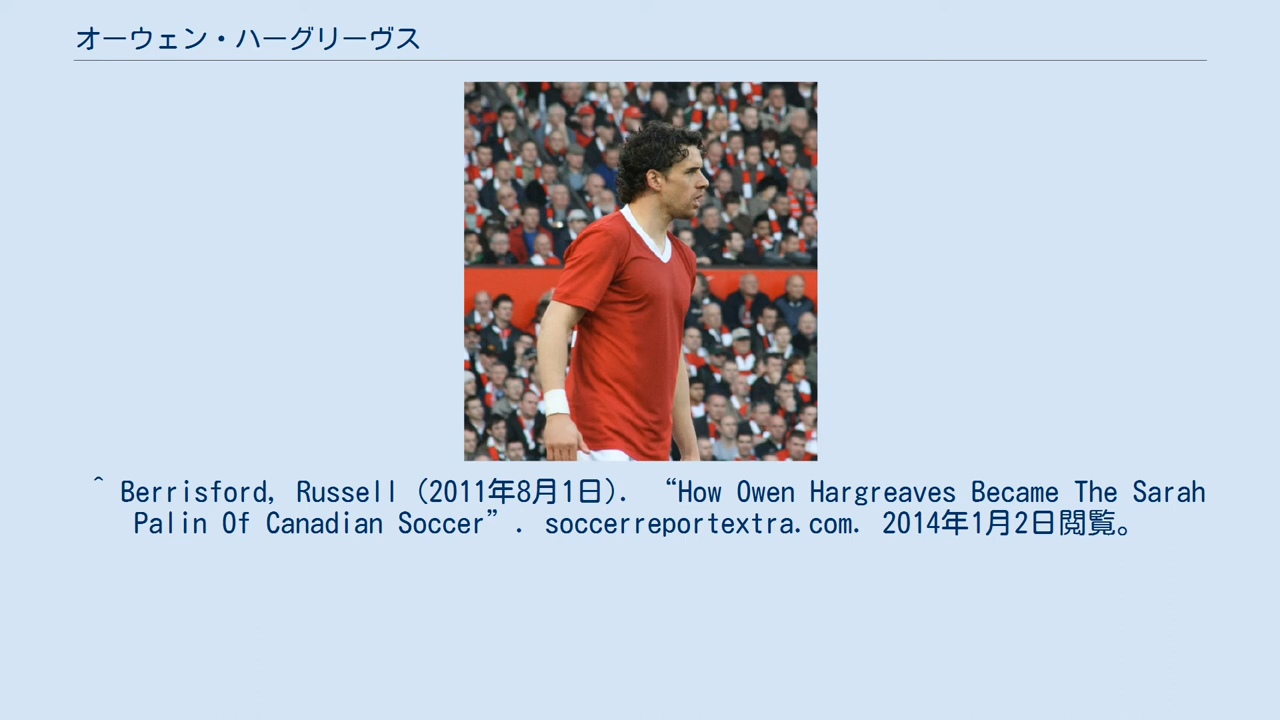 オーウェン・ハーグリーヴス
^ Berrisford, Russell (2011年8月1日). “How Owen Hargreaves Became The Sarah
Palin Of Canadian Soccer”. soccerreportextra.com. 2014年1月2日閲覧。